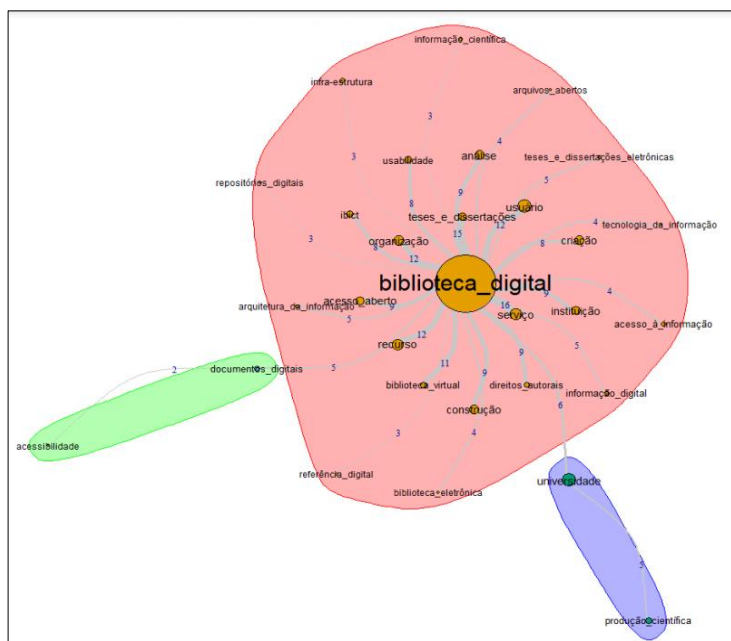 informação_científica
infra-estrutura
arquivos_abertos
3
4
3
usabilidade
análise
teses_e_dissertações_eletrônicas
9
5
repositórios_digitais
8
usuário
ibict
teses_e_dissertações
12
4
tecnologia_da_informação
15
3
organização
8
criação
8
12
biblioteca_digital
9
4
acesso_aberto
16
arquitetura_da_informação
9
serviço
instituição
5
acesso_à_informação
12
recurso
5
9
9
documentos_digitais
5
11
2
biblioteca_virtual
direitos_autorais
informação_digital
construção
6
3
4
acessibilidade
referência_digital
universidade
biblioteca_eletrônica
5
produção_científica